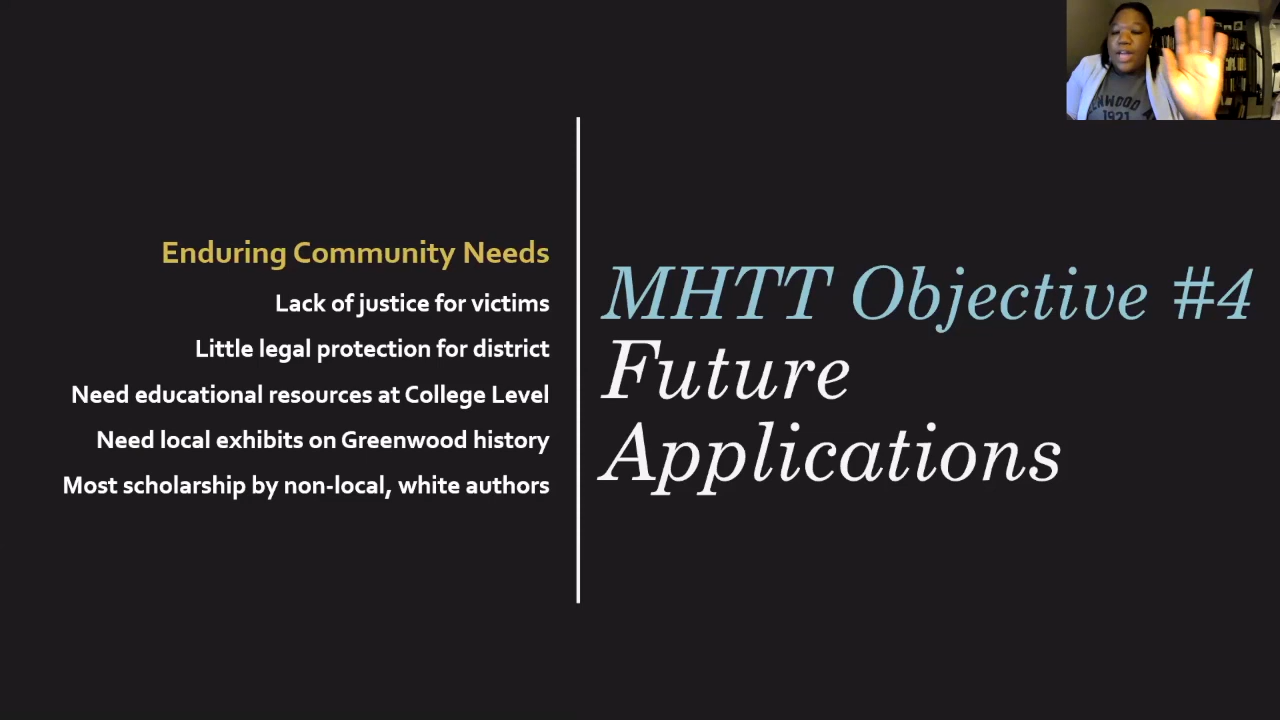 Enduring Community Needs
Lack of justice for victims
Little legal protection for district
Need educational resources at College Level
Need local exhibits on Greenwood history
Most scholarship by non-local, white authors
MHTT Objective #4
Future
Applications
1921